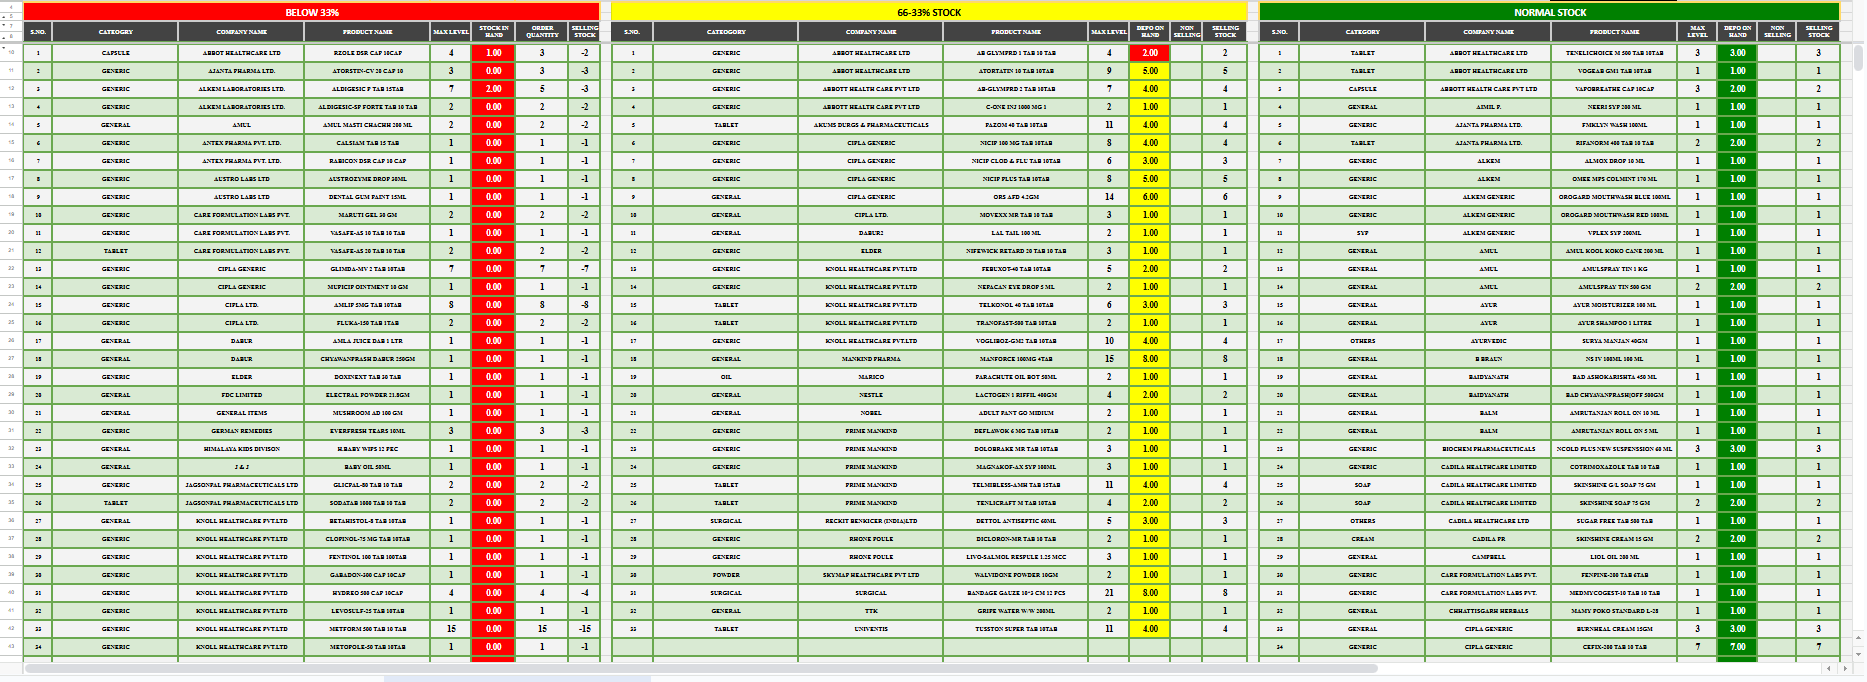 BELOW 33% 66-33% STOCK NORMAL STOCK
S.NO. CATEOGRY COMPANY NAME PRODUCT NAME MAX LEVEL STOCK IN HAND ORDER QUANTITY SELLING STOCK S.NO. CATEGOORY COMPANY NAME PRODUCT NAME MAX LEVEL DEPO ON HAND NON SELLING SELLING STOCK S.NO. CATEGORY COMPANY NAME PRODUCT NAME MAX LEVEL DEPO ON HAND NON SELLING SELLING STOCK
1 CAPSULE ABBOT HEALTHCARE LTD RZOLE DSR CAP 10CAP 4 1.00 3 -2 1 GENERIC ABBOT HEALTHCARE LTD AB GLYMPRD 1 TAB 10 TAB 4 2.00 2 1 TABLET ABBOT HEALTHCARE LTD TENELICHOICE M 500 TAB 10TAB 3 3.00 3
2 GENERIC AJANTA PHARMA LTD. ATORSTIN-CV 20 CAP 10 3 0.00 3 -3 2 GENERIC ABBOT HEALTHCARE LTD ATORTATIN 10 TAB 10TAB 9 5.00 5 2 TABLET ABBOT HEALTHCARE LTD VOGEAB GM1 TAB 10TAB 1 1.00 1
3 GENERIC ALKEM LABORATORIES LTD. ALDIGESIC P TAB 15TAB 7 2.00 5 -3 3 GENERIC ABBOTT HEALTH CARE PVT LTD AB-GLYMPRD 2 TAB 10TAB 7 4.00 4 3 CAPSULE ABBOTT HEALTH CARE PVT LTD VAPOBREATHE CAP 10CAP 3 2.00 2
4 GENERIC ALKEM LABORATORIES LTD. ALDIGESIC-SP FORTE TAB 10 TAB 2 0.00 2 -2 4 GENERIC ABBOTT HEALTH CARE PVT LTD C-ONE INJ 1000 MG 1 2 1.00 1 4 GENERAL AIMIL P. NEERI SYP 200 ML 1 1.00 1
5 GENERAL AMUL AMUL MASTI CHACHH 200 ML 2 0.00 2 -2 5 TABLET AKUMS DURGS & PHARMACEUTICALS PAZOM 40 TAB 10TAB 11 4.00 4 5 GENERIC AJANTA PHARMA LTD. FMKLYN WASH 100ML 1 1.00 1
6 GENERIC ANTEX PHARMA PVT. LTD. CALSIAM TAB 15 TAB 1 0.00 1 -1 6 GENERIC CIPLA GENERIC NICIP 100 MG TAB 10TAB 8 4.00 4 6 TABLET AJANTA PHARMA LTD. RIFANORM 400 TAB 10 TAB 2 2.00 2
7 GENERIC ANTEX PHARMA PVT. LTD. RABICON DSR CAP 10 CAP 1 0.00 1 -1 7 GENERIC CIPLA GENERIC NICIP CLOD & FLU TAB 10TAB 6 3.00 3 7 GENERIC ALKEM ALMOX DROP 10 ML 1 1.00 1
8 GENERIC AUSTRO LABS LTD AUSTROZYME DROP 30ML 1 0.00 1 -1 8 GENERIC CIPLA GENERIC NICIP PLUS TAB 10TAB 8 5.00 5 8 GENERIC ALKEM OMEE MPS COLMINT 170 ML 1 1.00 1
9 GENERIC AUSTRO LABS LTD DENTAL GUM PAINT 15ML 1 0.00 1 -1 9 GENERAL CIPLA GENERIC ORS AFD 4.2GM 14 6.00 6 9 GENERIC ALKEM GENERIC OROGARD MOUTHWASH BLUE 100ML 1 1.00 1
10 GENERIC CARE FORMULATION LABS PVT. MARUTI GEL 30 GM 2 0.00 2 -2 10 GENERAL CIPLA LTD. MOVEXX MR TAB 10 TAB 3 1.00 1 10 GENERIC ALKEM GENERIC OROGARD MOUTHWASH RED 100ML 1 1.00 1
11 GENERIC CARE FORMULATION LABS PVT. VASAFE-AS 10 TAB 10 TAB 1 0.00 1 -1 11 GENERAL DABUR2 LAL TAIL 100 ML 2 1.00 1 11 SYP ALKEM GENERIC VPLEX SYP 200ML 1 1.00 1
12 TABLET CARE FORMULATION LABS PVT. VASAFE-AS 20 TAB 10 TAB 2 0.00 2 -2 12 GENERIC ELDER NIFEWICK RETARD 20 TAB 10 TAB 3 1.00 1 12 GENERAL AMUL AMUL KOOL KOKO CANE 200 ML 1 1.00 1
13 GENERIC CIPLA GENERIC GLIMDA-MV 2 TAB 10TAB 7 0.00 7 -7 13 GENERIC KNOLL HEALTHCARE PVT.LTD FEBUXOT-40 TAB 10TAB 5 2.00 2 13 GENERAL AMUL AMULSPRAY TIN 1 KG 1 1.00 1
14 GENERIC CIPLA GENERIC MUPICIP OINTMENT 10 GM 1 0.00 1 -1 14 GENERIC KNOLL HEALTHCARE PVT.LTD NEPACAN EYE DROP 5 ML 2 1.00 1 14 GENERAL AMUL AMULSPRAY TIN 500 GM 2 2.00 2
15 GENERIC CIPLA LTD. AMLIP 5MG TAB 10TAB 8 0.00 8 -8 15 TABLET KNOLL HEALTHCARE PVT.LTD TELKONOL 40 TAB 10TAB 6 3.00 3 15 GENERAL AYUR AYUR MOISTURIZER 100 ML 1 1.00 1
16 GENERIC CIPLA LTD. FLUKA-150 TAB 1TAB 2 0.00 2 -2 16 TABLET KNOLL HEALTHCARE PVT.LTD TRANOFAST-500 TAB 10TAB 2 1.00 1 16 GENERAL AYUR AYUR SHAMPOO 1 LITRE 1 1.00 1
17 GENERAL DABUR AMLA JUICE DAB 1 LTR 1 0.00 1 -1 17 GENERIC KNOLL HEALTHCARE PVT.LTD VOGLIBOZ-GM2 TAB 10TAB 10 4.00 4 17 OTHERS AYURVEDIC SURYA MANJAN 40GM 1 1.00 1
18 GENERAL DABUR CHYAWANPRASH DABUR 250GM 1 0.00 1 -1 18 GENERAL MANKIND PHARMA MANFORCE 100MG 4TAB 15 8.00 8 18 GENERAL B BRAUN NS IV 100ML 100 ML 1 1.00 1
19 GENERIC ELDER DOXINEXT TAB 30 TAB 1 0.00 1 -1 19 OIL MARICO PARACHUTE OIL BOT 50ML 2 1.00 1 19 GENERAL BAIDYANATH BAD ASHOKARISHTA 450 ML 1 1.00 1
20 GENERAL FDC LIMITED ELECTRAL POWDER 21.8GM 1 0.00 1 -1 20 GENERAL NESTLE LACTOGEN 1 RIFFIL 400GM 4 2.00 2 20 GENERAL BAIDYANATH BAD CHYAVANPRASH(OFF 500GM 1 1.00 1
21 GENERAL GENERAL ITEMS MUSHROOM AD 100 GM 1 0.00 1 -1 21 GENERAL NOBEL ADULT PANT GO MIDIUM 2 1.00 1 21 GENERAL BALM AMRUTANJAN ROLL ON 10 ML 1 1.00 1
22 GENERIC GERMAN REMEDIES EVERFRESH TEARS 10ML 3 0.00 3 -3 22 GENERIC PRIME MANKIND DEFLAWOK 6 MG TAB 10TAB 2 1.00 1 22 GENERAL BALM AMRUTANJAN ROLL ON 5 ML 1 1.00 1
23 GENERAL HIMALAYA KIDS DIVISON H.BABY WIPS 12 PEC 1 0.00 1 -1 23 GENERIC PRIME MANKIND DOLOBRAKE MR TAB 10TAB 3 1.00 1 23 GENERIC BIOCHEM PHARMACEUTICALS NCOLD PLUS NEW SUSPENSSION 60 ML 3 3.00 3
24 GENERAL J & J BABY OIL 50ML 1 0.00 1 -1 24 GENERIC PRIME MANKIND MAGNAKOF-AX SYP 100ML 3 1.00 1 24 GENERIC CADILA HEALTHCARE LIMITED COTRIMOXAZOLE TAB 10 TAB 1 1.00 1
25 GENERIC JAGSONPAL PHARMACEUTICALS LTD GLICPAL-80 TAB 10 TAB 2 0.00 2 -2 25 TABLET PRIME MANKIND TELMIBLESS-AMH TAB 15TAB 11 4.00 4 25 SOAP CADILA HEALTHCARE LIMITED SKINSHINE G/L SOAP 75 GM 1 1.00 1
26 TABLET JAGSONPAL PHARMACEUTICALS LTD SODATAB 1000 TAB 10 TAB 2 0.00 2 -2 26 TABLET PRIME MANKIND TENLICRAFT M TAB 10TAB 4 2.00 2 26 SOAP CADILA HEALTHCARE LIMITED SKINSHINE SOAP 75 GM 2 2.00 2
27 GENERAL KNOLL HEALTHCARE PVT.LTD BETAHISTOL-8 TAB 10TAB 1 0.00 1 -1 27 SURGICAL RECKIT BENKICER (INDIA)LTD DETTOL ANTISEPTIC 60ML 5 3.00 3 27 OTHERS CADILA HEALTHCARE LTD SUGAR FREE TAB 500 TAB 1 1.00 1
28 GENERIC KNOLL HEALTHCARE PVT.LTD CLOPINOL-75 MG TAB 10TAB 1 0.00 1 -1 28 GENERIC RHONE POULE DICLORON-MR TAB 10 TAB 2 1.00 1 28 CREAM CADILA PR SKINSHINE CREAM 15 GM 2 2.00 2
29 GENERIC KNOLL HEALTHCARE PVT.LTD FENTINOL 100 TAB 100TAB 1 0.00 1 -1 29 GENERIC RHONE POULE LIVO-SALMOL RESPULE 1.25 MCC 3 1.00 1 29 GENERAL CAMPBELL LIOL OIL 200 ML 1 1.00 1
30 GENERIC KNOLL HEALTHCARE PVT.LTD GABADON-300 CAP 10CAP 1 0.00 1 -1 30 POWDER SKYMAP HEALTHCARE PVT LTD WALVIDONE POWDER 10GM 2 1.00 1 30 GENERIC CARE FORMULATION LABS PVT. FENPINE-200 TAB 6TAB 1 1.00 1
31 GENERIC KNOLL HEALTHCARE PVT.LTD HYDREO 500 CAP 10CAP 4 0.00 4 -4 31 SURGICAL SURGICAL BANDAGE GAUZE 10*3 CM 12 PCS 21 8.00 8 31 GENERIC CARE FORMULATION LABS PVT. MEDMYCOGEST-10 TAB 10 TAB 1 1.00 1
32 GENERIC KNOLL HEALTHCARE PVT.LTD LEVOSULF-25 TAB 10TAB 1 0.00 1 -1 32 GENERAL TTK GRIPE WATER W/W 200ML 2 1.00 1 32 GENERAL CHHATTISGARH HERBALS MAMY POKO STANDARD L-28 1 1.00 1
33 GENERIC KNOLL HEALTHCARE PVT.LTD METFORM 500 TAB 10 TAB 15 0.00 15 -15 33 TABLET UNIVENTIS TUSSTON SUPER TAB 10TAB 11 4.00 4 33 GENERAL CIPLA GENERIC BURNHEAL CREAM 15GM 3 3.00 3
34 GENERIC KNOLL HEALTHCARE PVT.LTD METOPOLE-50 TAB 10TAB 1 0.00 1 -1 34 GENERIC CIPLA GENERIC CEFIX-200 TAB 10 TAB 7 7.00 7